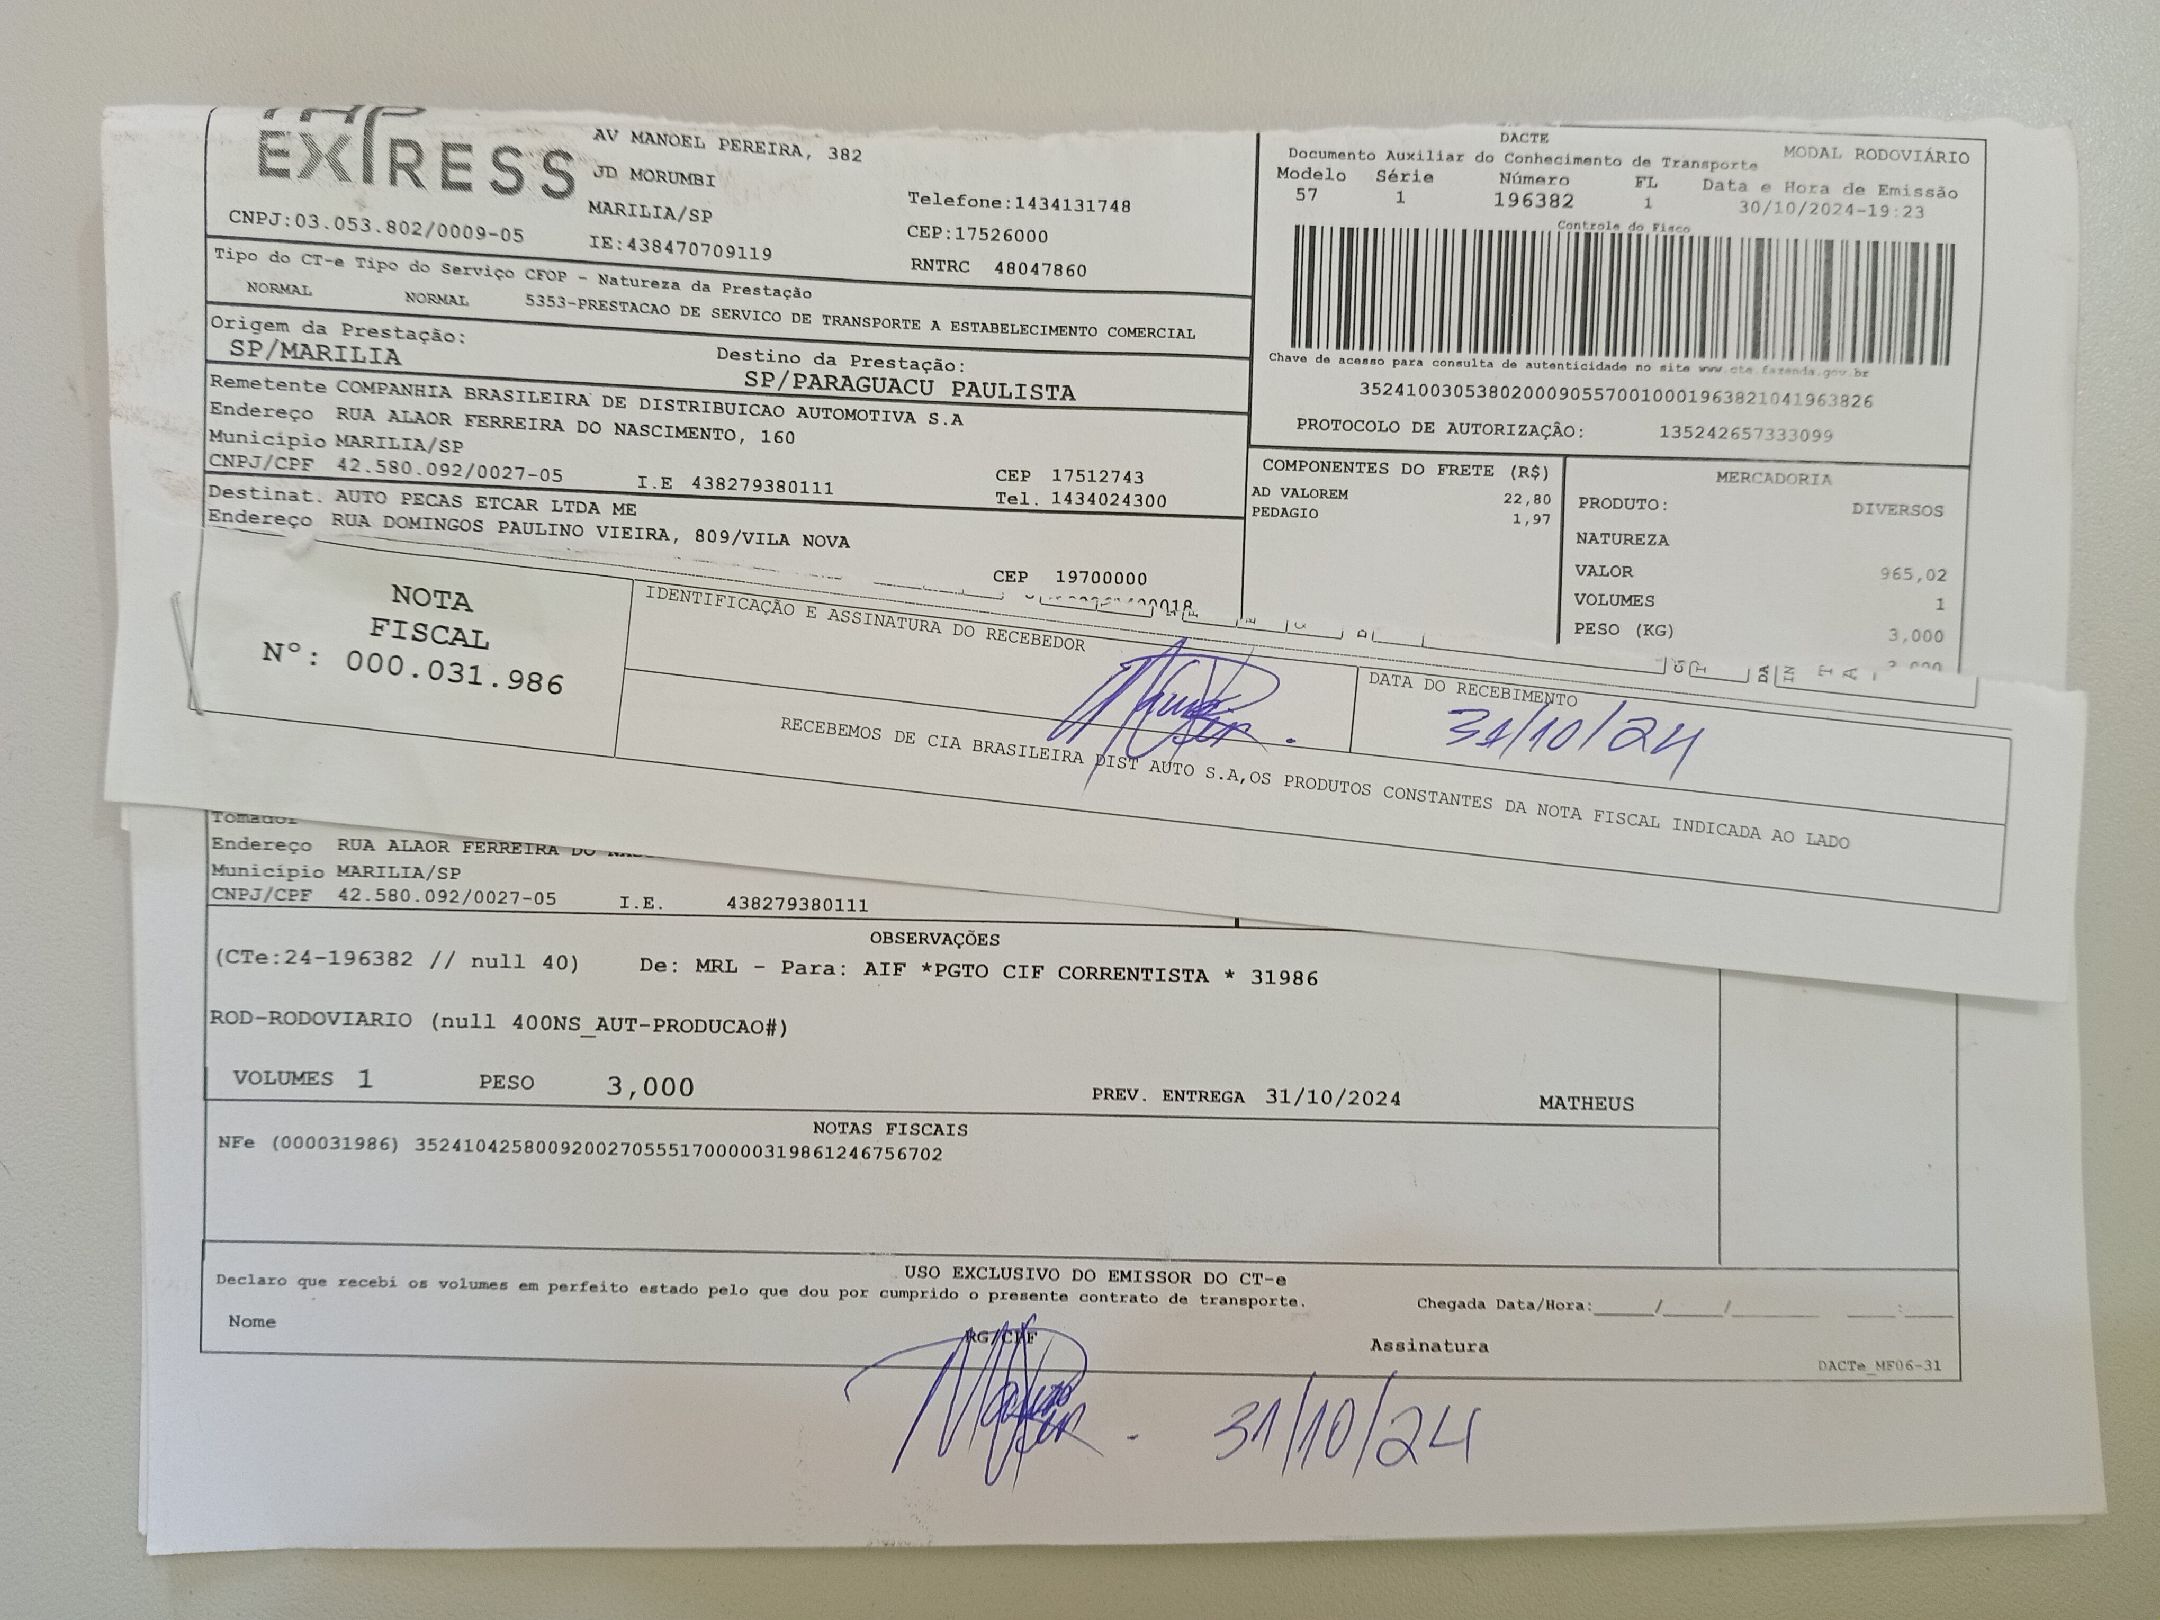 EXPRESS
AV MANOEL PEREIRA, 382
JD MORUMBI
MARILIA/SP
Telefone:1434131748
CNPJ:03.053.802/0009-05
IE:438470709119
CEP:17526000
RNTRC 48047860
Tipo do CT-e Tipo do Serviço CFOP - Natureza da Prestação
NORMAL NORMAL 5353-PRESTACAO DE SERVICO DE TRANSPORTE A ESTABELECIMENTO COMERCIAL
Origem da Prestação:
SP/MARILIA
Destino da Prestação:
SP/PARAGUACU PAULISTA
Remetente COMPANHIA BRASILEIRA DE DISTRIBUICAO AUTOMOTIVA S.A
Endereço RUA ALAOR FERREIRA DO NASCIMENTO, 160
Município MARILIA/SP
CEP 17512743
CNPJ/CPF 42.580.092/0027-05 I.E 438279380111 Tel. 1434024300
Destinat. AUTO PECAS ETCAR LTDA ME
Endereço RUA DOMINGOS PAULINO VIEIRA, 809/VILA NOVA
CEP 19700000
DACTE
Documento Auxiliar do Conhecimento de Transporte
MODAL RODOVIÁRIO
Modelo Série Número FL Data e Hora de Emissão
57 1 196382 1 30/10/2024-19:23
Controle do Fisco
Chave de acesso para consulta de autenticidade no site www.cte.fazenda.gov.br
35241003053802000905570010001963821041963826
PROTOCOLO DE AUTORIZAÇÃO: 135242657333099
COMPONENTES DO FRETE (R$)
AD VALOREM 22,80
PEDAGIO 1,97
MERCADORIA
PRODUTO: DIVERSOS
NATUREZA
VALOR 965,02
VOLUMES 1
PESO (KG) 3,000
NOTA
FISCAL
Nº: 000.031.986
IDENTIFICAÇÃO E ASSINATURA DO RECEBEDOR
DATA DO RECEBIMENTO
31/10/24
RECEBEMOS DE CIA BRASILEIRA DIST AUTO S.A,OS PRODUTOS CONSTANTES DA NOTA FISCAL INDICADA AO LADO
Tomador
Endereço RUA ALAOR FERREIRA DO
Município MARILIA/SP
CNPJ/CPF 42.580.092/0027-05 I.E. 438279380111
OBSERVAÇÕES
(CTe:24-196382 // null 40) De: MRL - Para: AIF *PGTO CIF CORRENTISTA * 31986
ROD-RODOVIARIO (null 400NS_AUT-PRODUCAO#)
VOLUMES 1 PESO 3,000 PREV. ENTREGA 31/10/2024 MATHEUS
NOTAS FISCAIS
NFe (000031986) 35241042580092002705551700000319861246756702
USO EXCLUSIVO DO EMISSOR DO CT-e
Declaro que recebi os volumes em perfeito estado pelo que dou por cumprido o presente contrato de transporte.
Chegada Data/Hora:_____/_____/_________ _____:_____
Nome RG/CPF Assinatura
DACTe_MF06-31
31/10/24